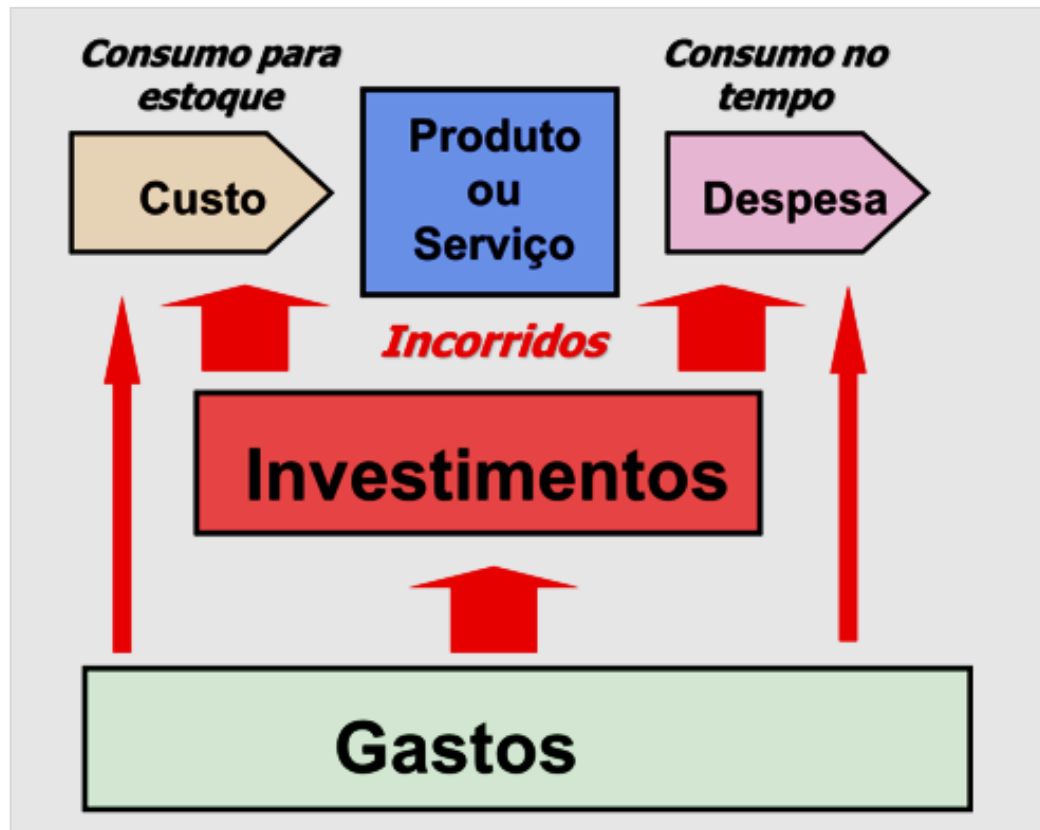 Consumo para
estoque
Custo
Produto
ou
Serviço
Consumo no
tempo
Despesa
Incorridos
Investimentos
Gastos